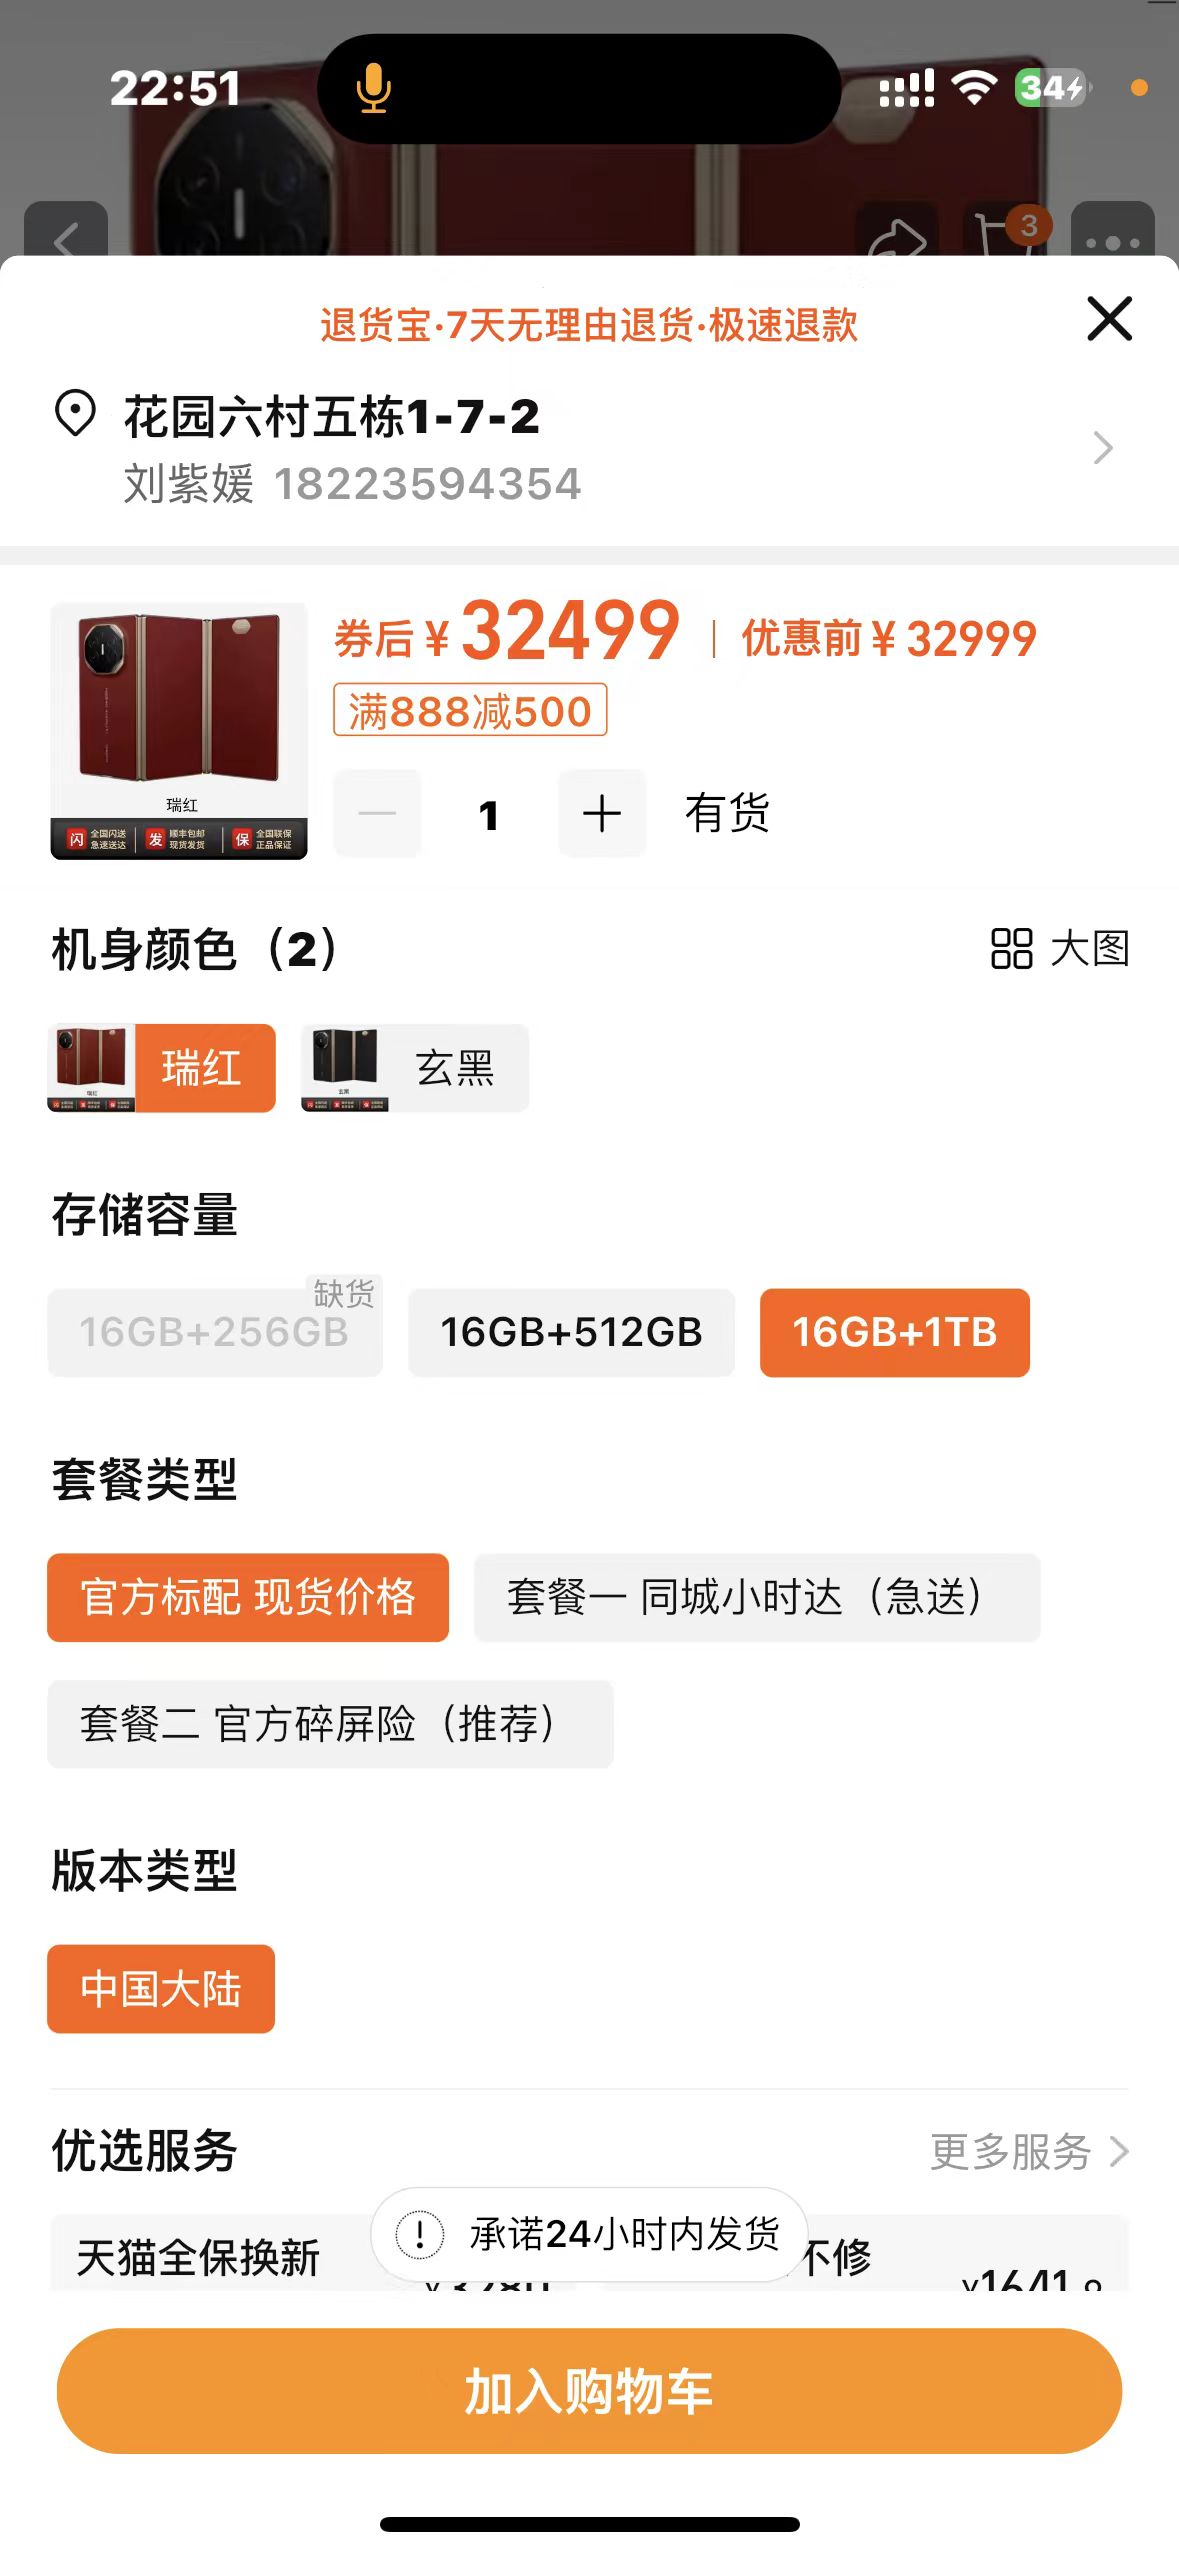 22:51
34
3
退货宝·7天无理由退货·极速退款
花园六村五栋1-7-2
刘紫媛 18223594354
券后￥32499 | 优惠前￥32999
满888减500
1
有货
瑞红
闪 全国闪送 急速送达
发 顺丰包邮 现货发货
保 全国联保 正品保证
机身颜色（2）
大图
瑞红
玄黑
存储容量
缺货
16GB+256GB
16GB+512GB
16GB+1TB
套餐类型
官方标配 现货价格
套餐一 同城小时达（急送）
套餐二 官方碎屏险（推荐）
版本类型
中国大陆
优选服务
更多服务
天猫全保换新
承诺24小时内发货
不修
加入购物车